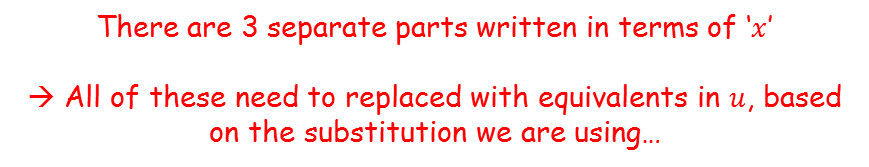 There are 3 separate parts written in terms of ‘x’
→ All of these need to replaced with equivalents in u, based
on the substitution we are using…